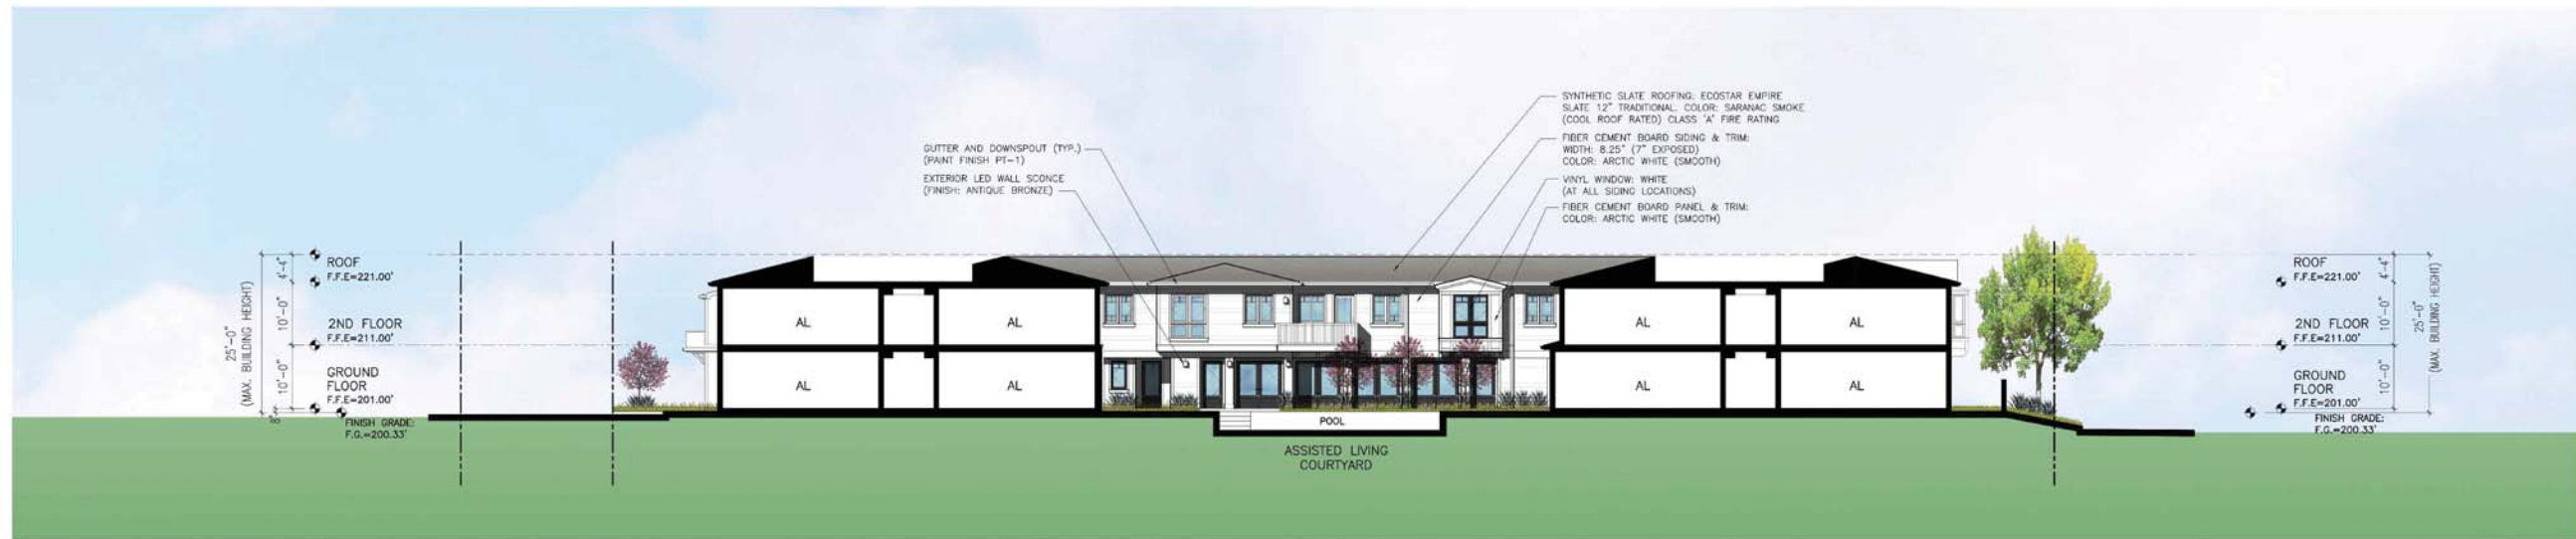 SYNTHETIC SLATE ROOFING: ECOSTAR EMPIRE
SLATE 12" TRADITIONAL. COLOR: SARANAC SMOKE
(COOL ROOF RATED) CLASS 'A' FIRE RATING
FIBER CEMENT BOARD SIDING & TRIM:
WIDTH: 8.25" (7" EXPOSED)
COLOR: ARCTIC WHITE (SMOOTH)
VINYL WINDOW: WHITE
(AT ALL SIDING LOCATIONS)
FIBER CEMENT BOARD PANEL & TRIM:
COLOR: ARCTIC WHITE (SMOOTH)
GUTTER AND DOWNSPOUT (TYP.)
(PAINT FINISH PT-1)
EXTERIOR LED WALL SCONCE
(FINISH: ANTIQUE BRONZE)
25'-0"
(MAX. BUILDING HEIGHT)
4'-4"
10'-0"
10'-0"
8"
ROOF
F.F.E=221.00'
2ND FLOOR
F.F.E=211.00'
GROUND
FLOOR
F.F.E=201.00'
FINISH GRADE:
F.G.=200.33'
AL
AL
AL
AL
AL
AL
AL
AL
POOL
ASSISTED LIVING
COURTYARD
ROOF
F.F.E=221.00'
2ND FLOOR
F.F.E=211.00'
GROUND
FLOOR
F.F.E=201.00'
FINISH GRADE:
F.G.=200.33'
4'-4"
10'-0"
10'-0"
25'-0"
(MAX. BUILDING HEIGHT)